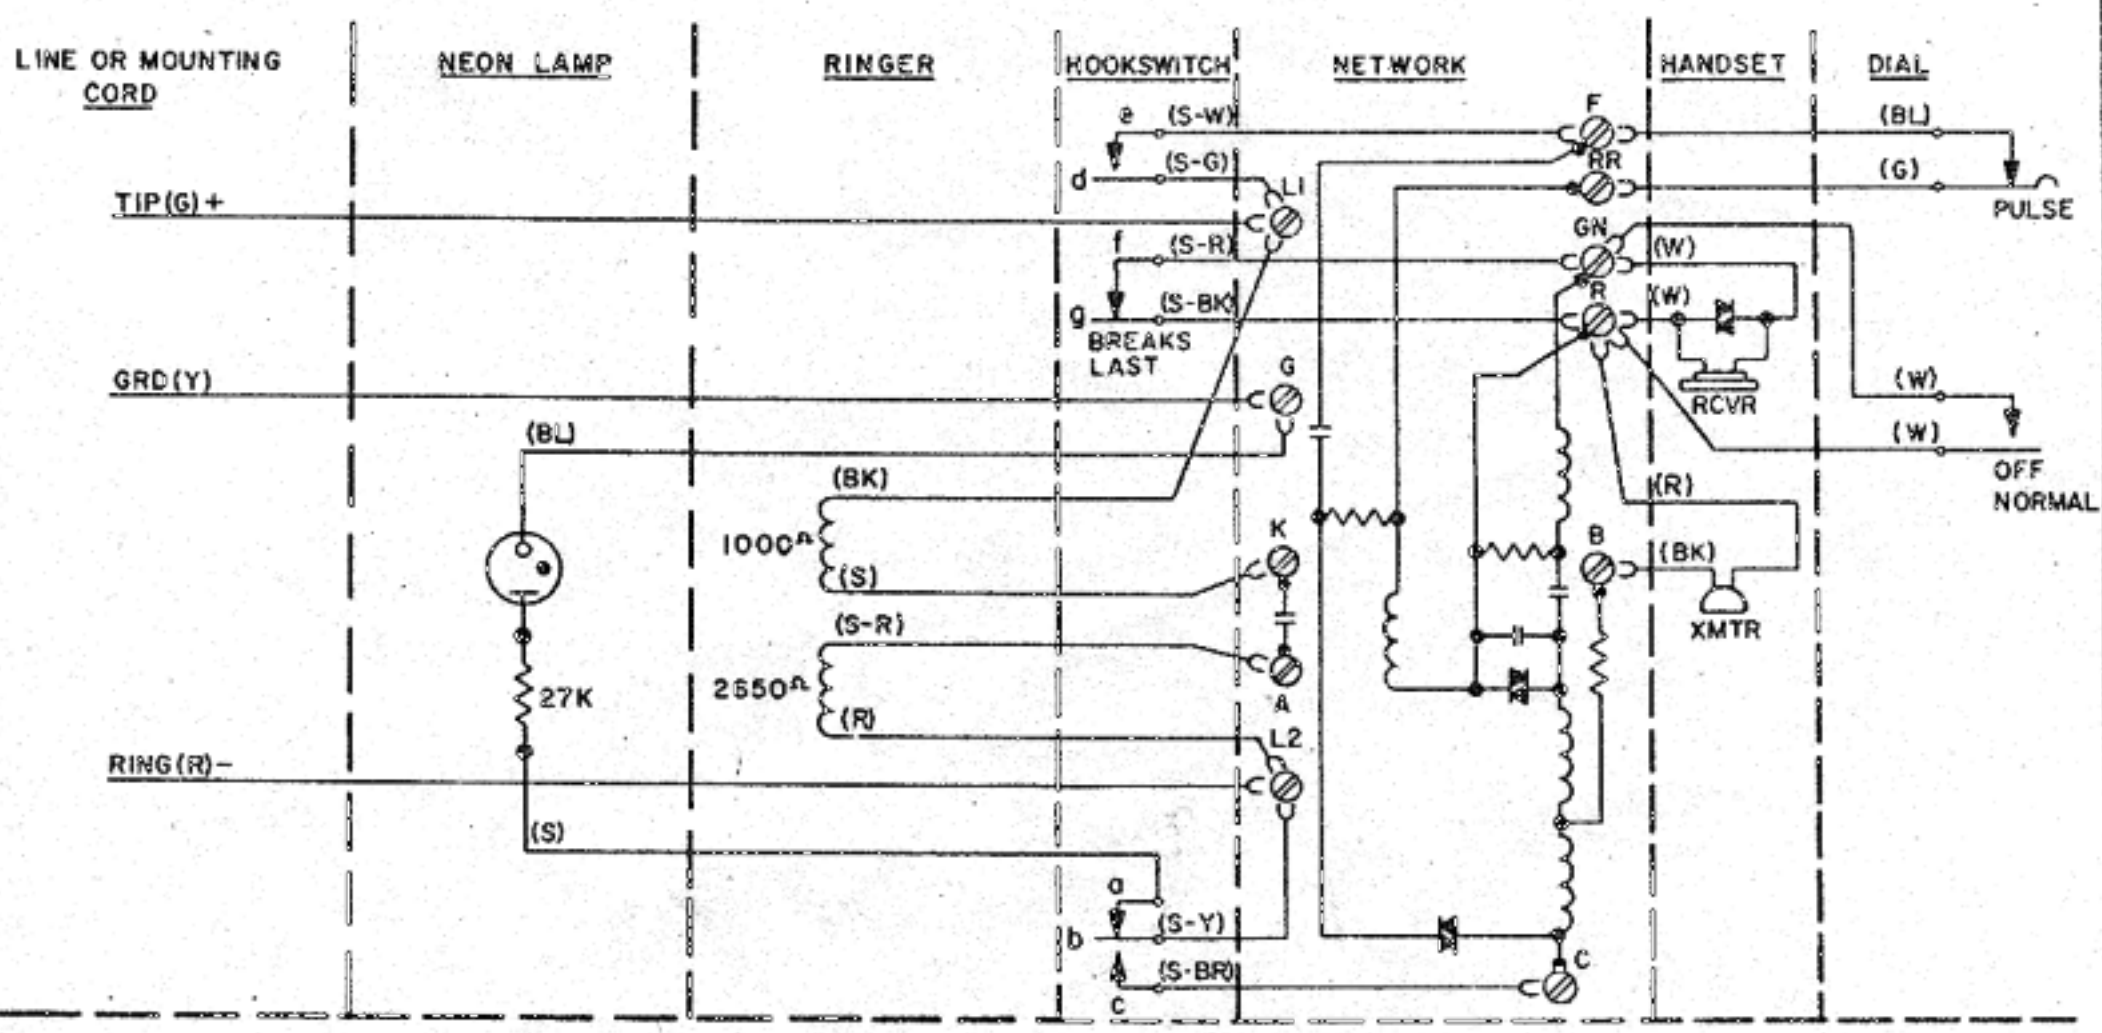 LINE OR MOUNTING
CORD
NEON LAMP
RINGER
HOOKSWITCH
NETWORK
HANDSET
DIAL
e
(S-W)
F
(BL)
d
(S-G)
L1
RR
(G)
TIP(G)+
PULSE
f
(S-R)
GN
(W)
g
(S-BK)
R
(W)
BREAKS
LAST
GRD(Y)
G
RCVR
(W)
(BL)
(W)
(BK)
(R)
OFF
NORMAL
1000Ω
K
B
(BK)
(S)
(S-R)
XMTR
27K
2650Ω
A
(R)
L2
RING(R)-
(S)
a
b
(S-Y)
(S-BR)
C
c